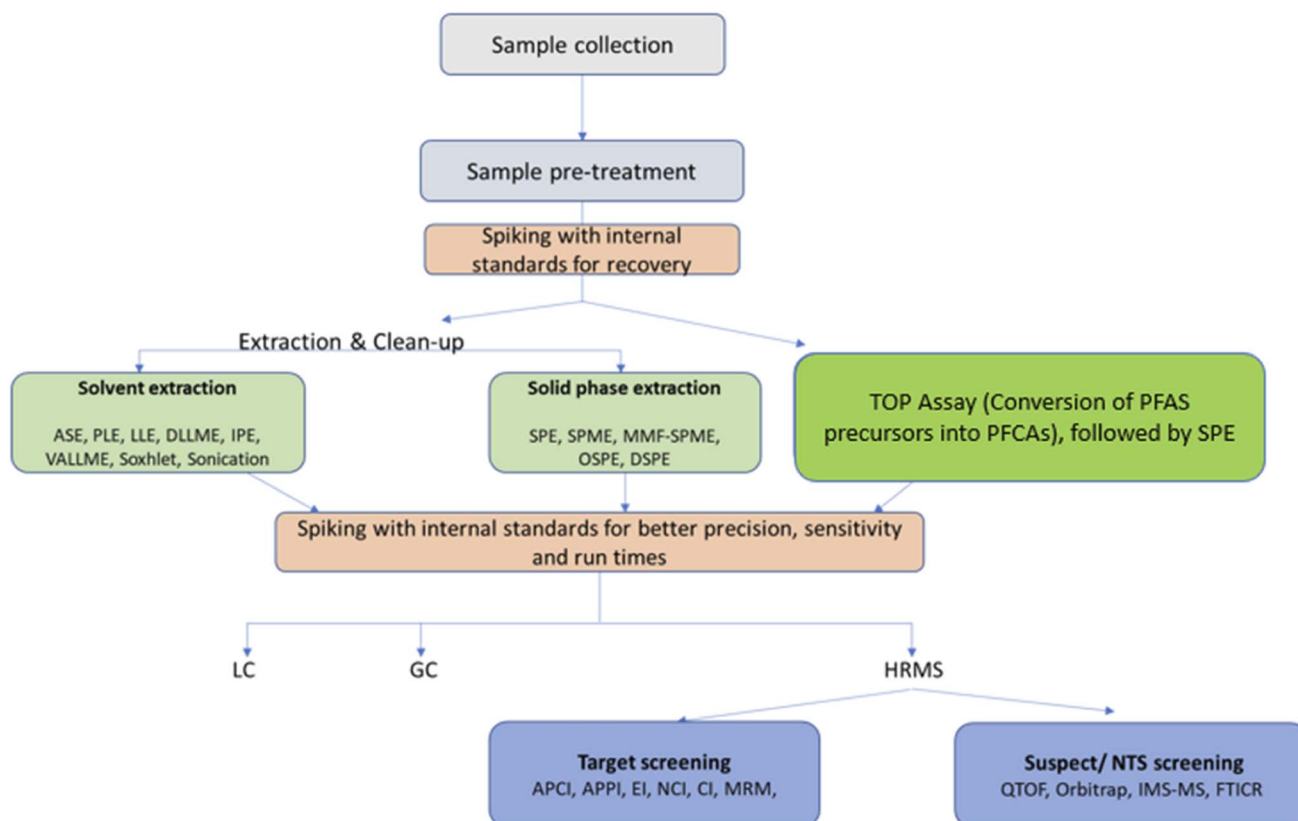 Sample collection
Sample pre-treatment
Spiking with internal
standards for recovery
Extraction & Clean-up
Solvent extraction
ASE, PLE, LLE, DLLME, IPE,
VALLME, Soxhlet, Sonication
Solid phase extraction
SPE, SPME, MMF-SPME,
OSPE, DSPE
TOP Assay (Conversion of PFAS
precursors into PFCAs), followed by SPE
Spiking with internal standards for better precision, sensitivity
and run times
LC
GC
HRMS
Target screening
APCI, APPI, EI, NCI, CI, MRM,
Suspect/ NTS screening
QTOF, Orbitrap, IMS-MS, FTICR